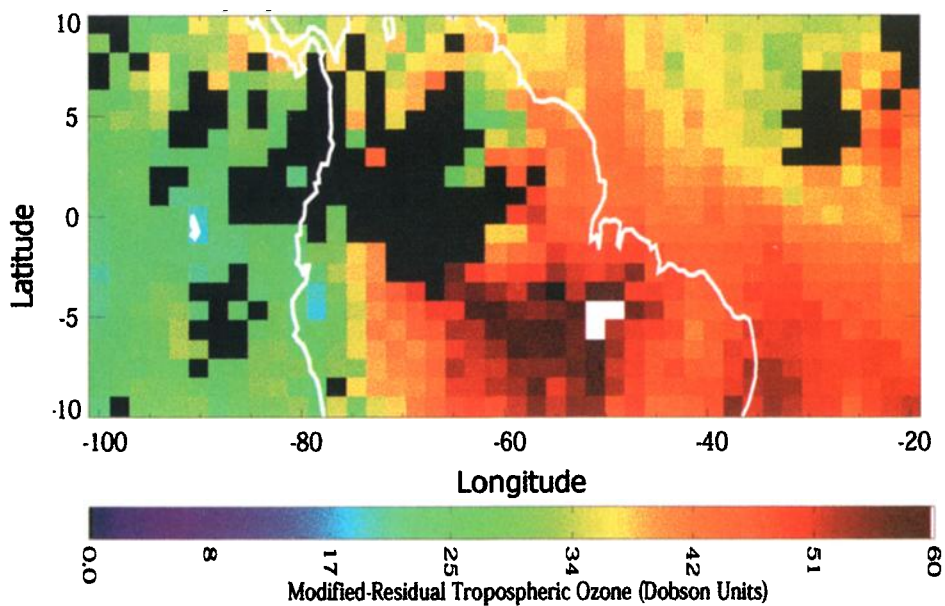 10
5
0
-5
-10
Latitude
-100 -80 -60 -40 -20
Longitude
0.0 8 17 25 34 42 51 60
Modified-Residual Tropospheric Ozone (Dobson Units)